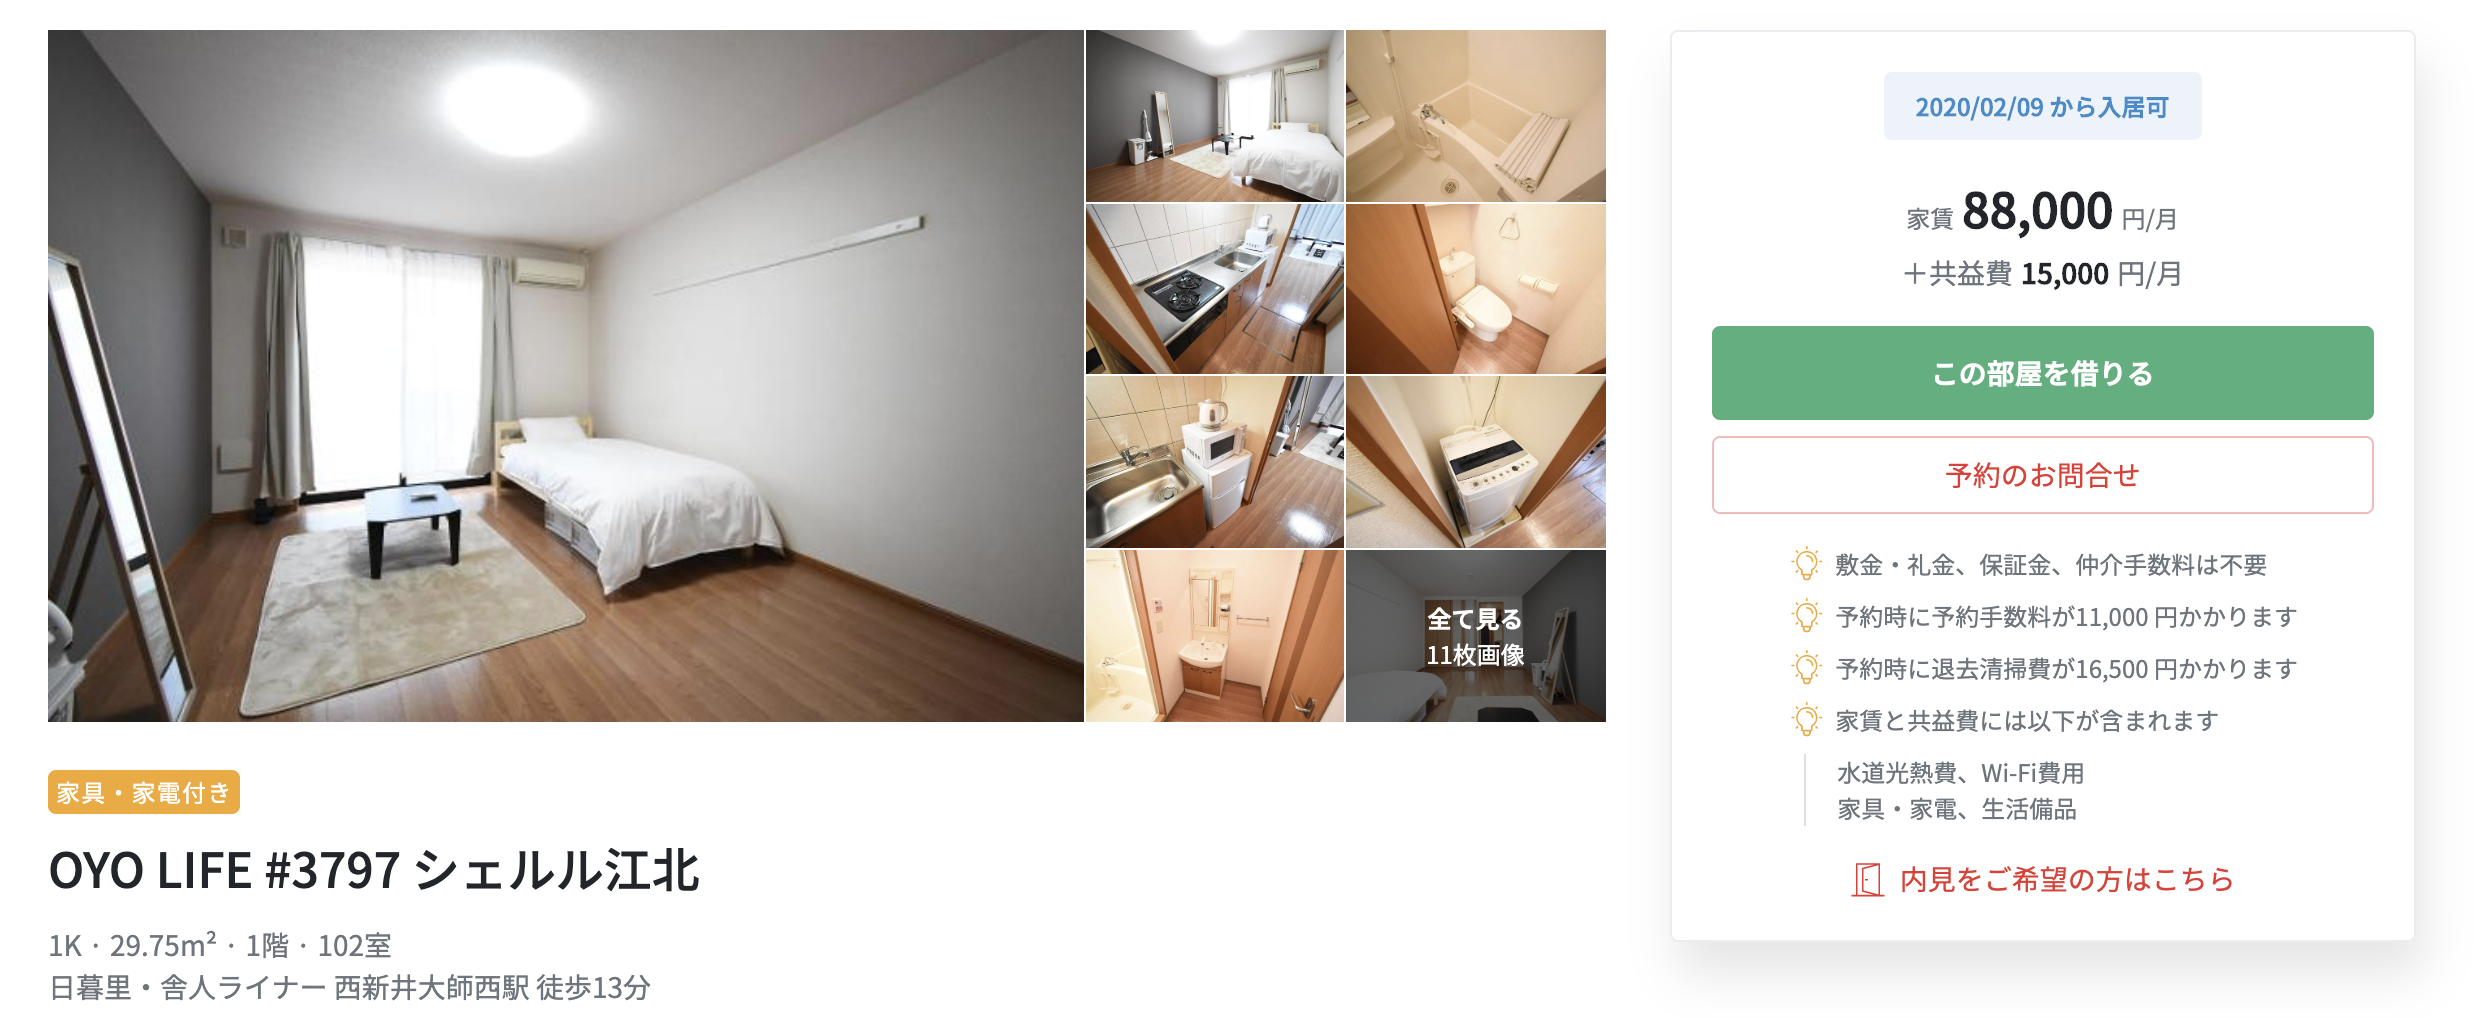 全て見る
11枚画像
家具・家電付き
OYO LIFE #3797 シェルル江北
1K · 29.75m² · 1階 · 102室
日暮里・舎人ライナー 西新井大師西駅 徒歩13分
2020/02/09 から入居可
家賃 88,000 円/月
＋共益費 15,000 円/月
この部屋を借りる
予約のお問合せ
敷金・礼金、保証金、仲介手数料は不要
予約時に予約手数料が11,000 円かかります
予約時に退去清掃費が16,500 円かかります
家賃と共益費には以下が含まれます
水道光熱費、Wi-Fi費用
家具・家電、生活備品
内見をご希望の方はこちら